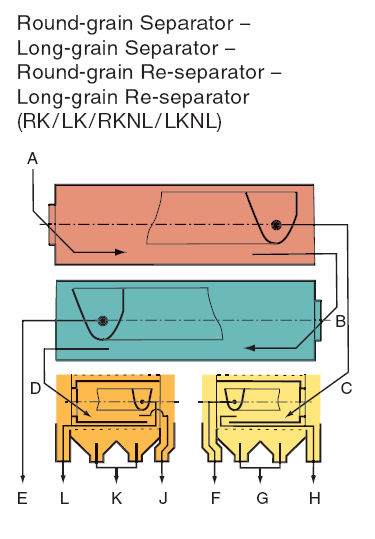 Round-grain Separator –
Long-grain Separator –
Round-grain Re-separator –
Long-grain Re-separator
(RK/LK/RKNL/LKNL)
A
B
D
C
E L K J F G H